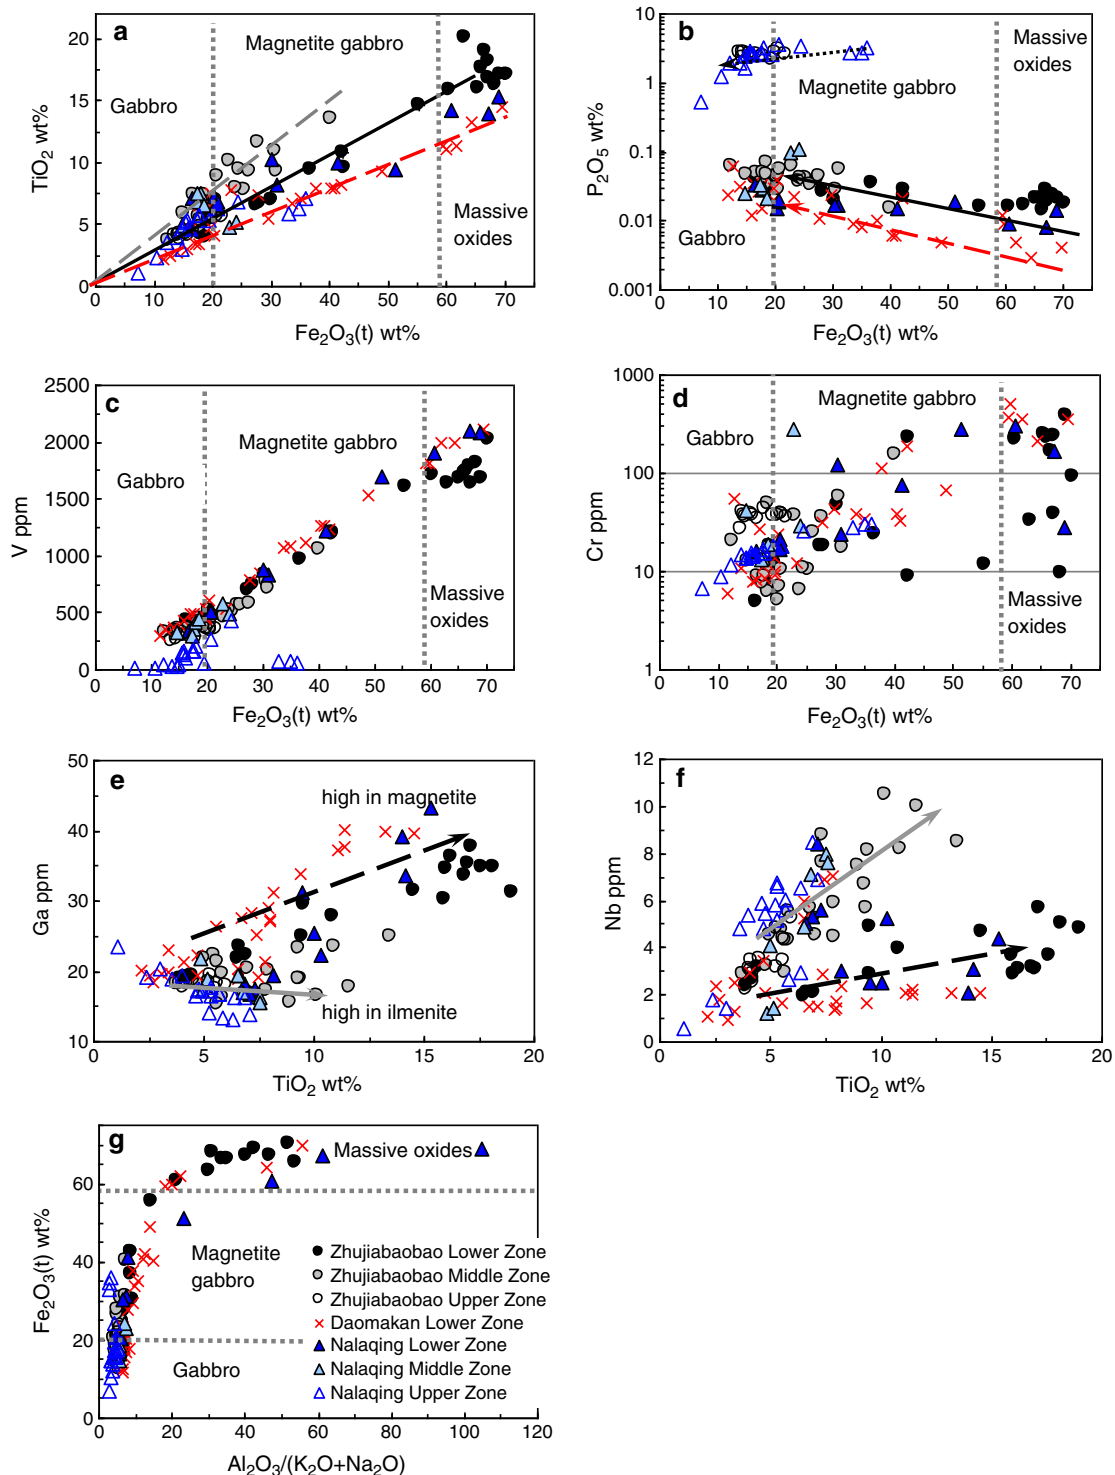 a
Magnetite gabbro
Gabbro
Massive
oxides
TiO2 wt%
20
15
10
5
0
0 10 20 30 40 50 60 70
Fe2O3(t) wt%
b
Massive
oxides
Magnetite gabbro
Gabbro
P2O5 wt%
10
1
0.1
0.01
0.001
0 10 20 30 40 50 60 70
Fe2O3(t) wt%
c
Magnetite gabbro
Gabbro
Massive
oxides
V ppm
2500
2000
1500
1000
500
0
0 10 20 30 40 50 60 70
Fe2O3(t) wt%
d
Magnetite gabbro
Gabbro
Massive
oxides
Cr ppm
1000
100
10
1
0 10 20 30 40 50 60 70
Fe2O3(t) wt%
e
high in magnetite
high in ilmenite
Ga ppm
50
40
30
20
10
0 5 10 15 20
TiO2 wt%
f
Nb ppm
12
10
8
6
4
2
0
0 5 10 15 20
TiO2 wt%
g
Massive oxides
Magnetite
gabbro
Gabbro
Zhujiabaobao Lower Zone
Zhujiabaobao Middle Zone
Zhujiabaobao Upper Zone
Daomakan Lower Zone
Nalaqing Lower Zone
Nalaqing Middle Zone
Nalaqing Upper Zone
Fe2O3(t) wt%
60
40
20
0
0 20 40 60 80 100 120
Al2O3/(K2O+Na2O)